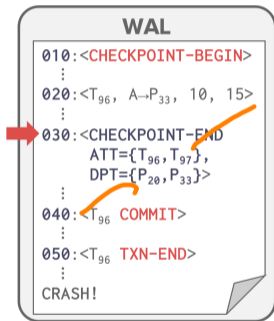 WAL
010:<CHECKPOINT-BEGIN>
⋮
020:<T₉₆, A→P₃₃, 10, 15>
⋮
030:<CHECKPOINT-END
ATT={T₉₆,T₉₇},
DPT={P₂₀,P₃₃}>
⋮
040:<T₉₆ COMMIT>
⋮
050:<T₉₆ TXN-END>
⋮
CRASH!